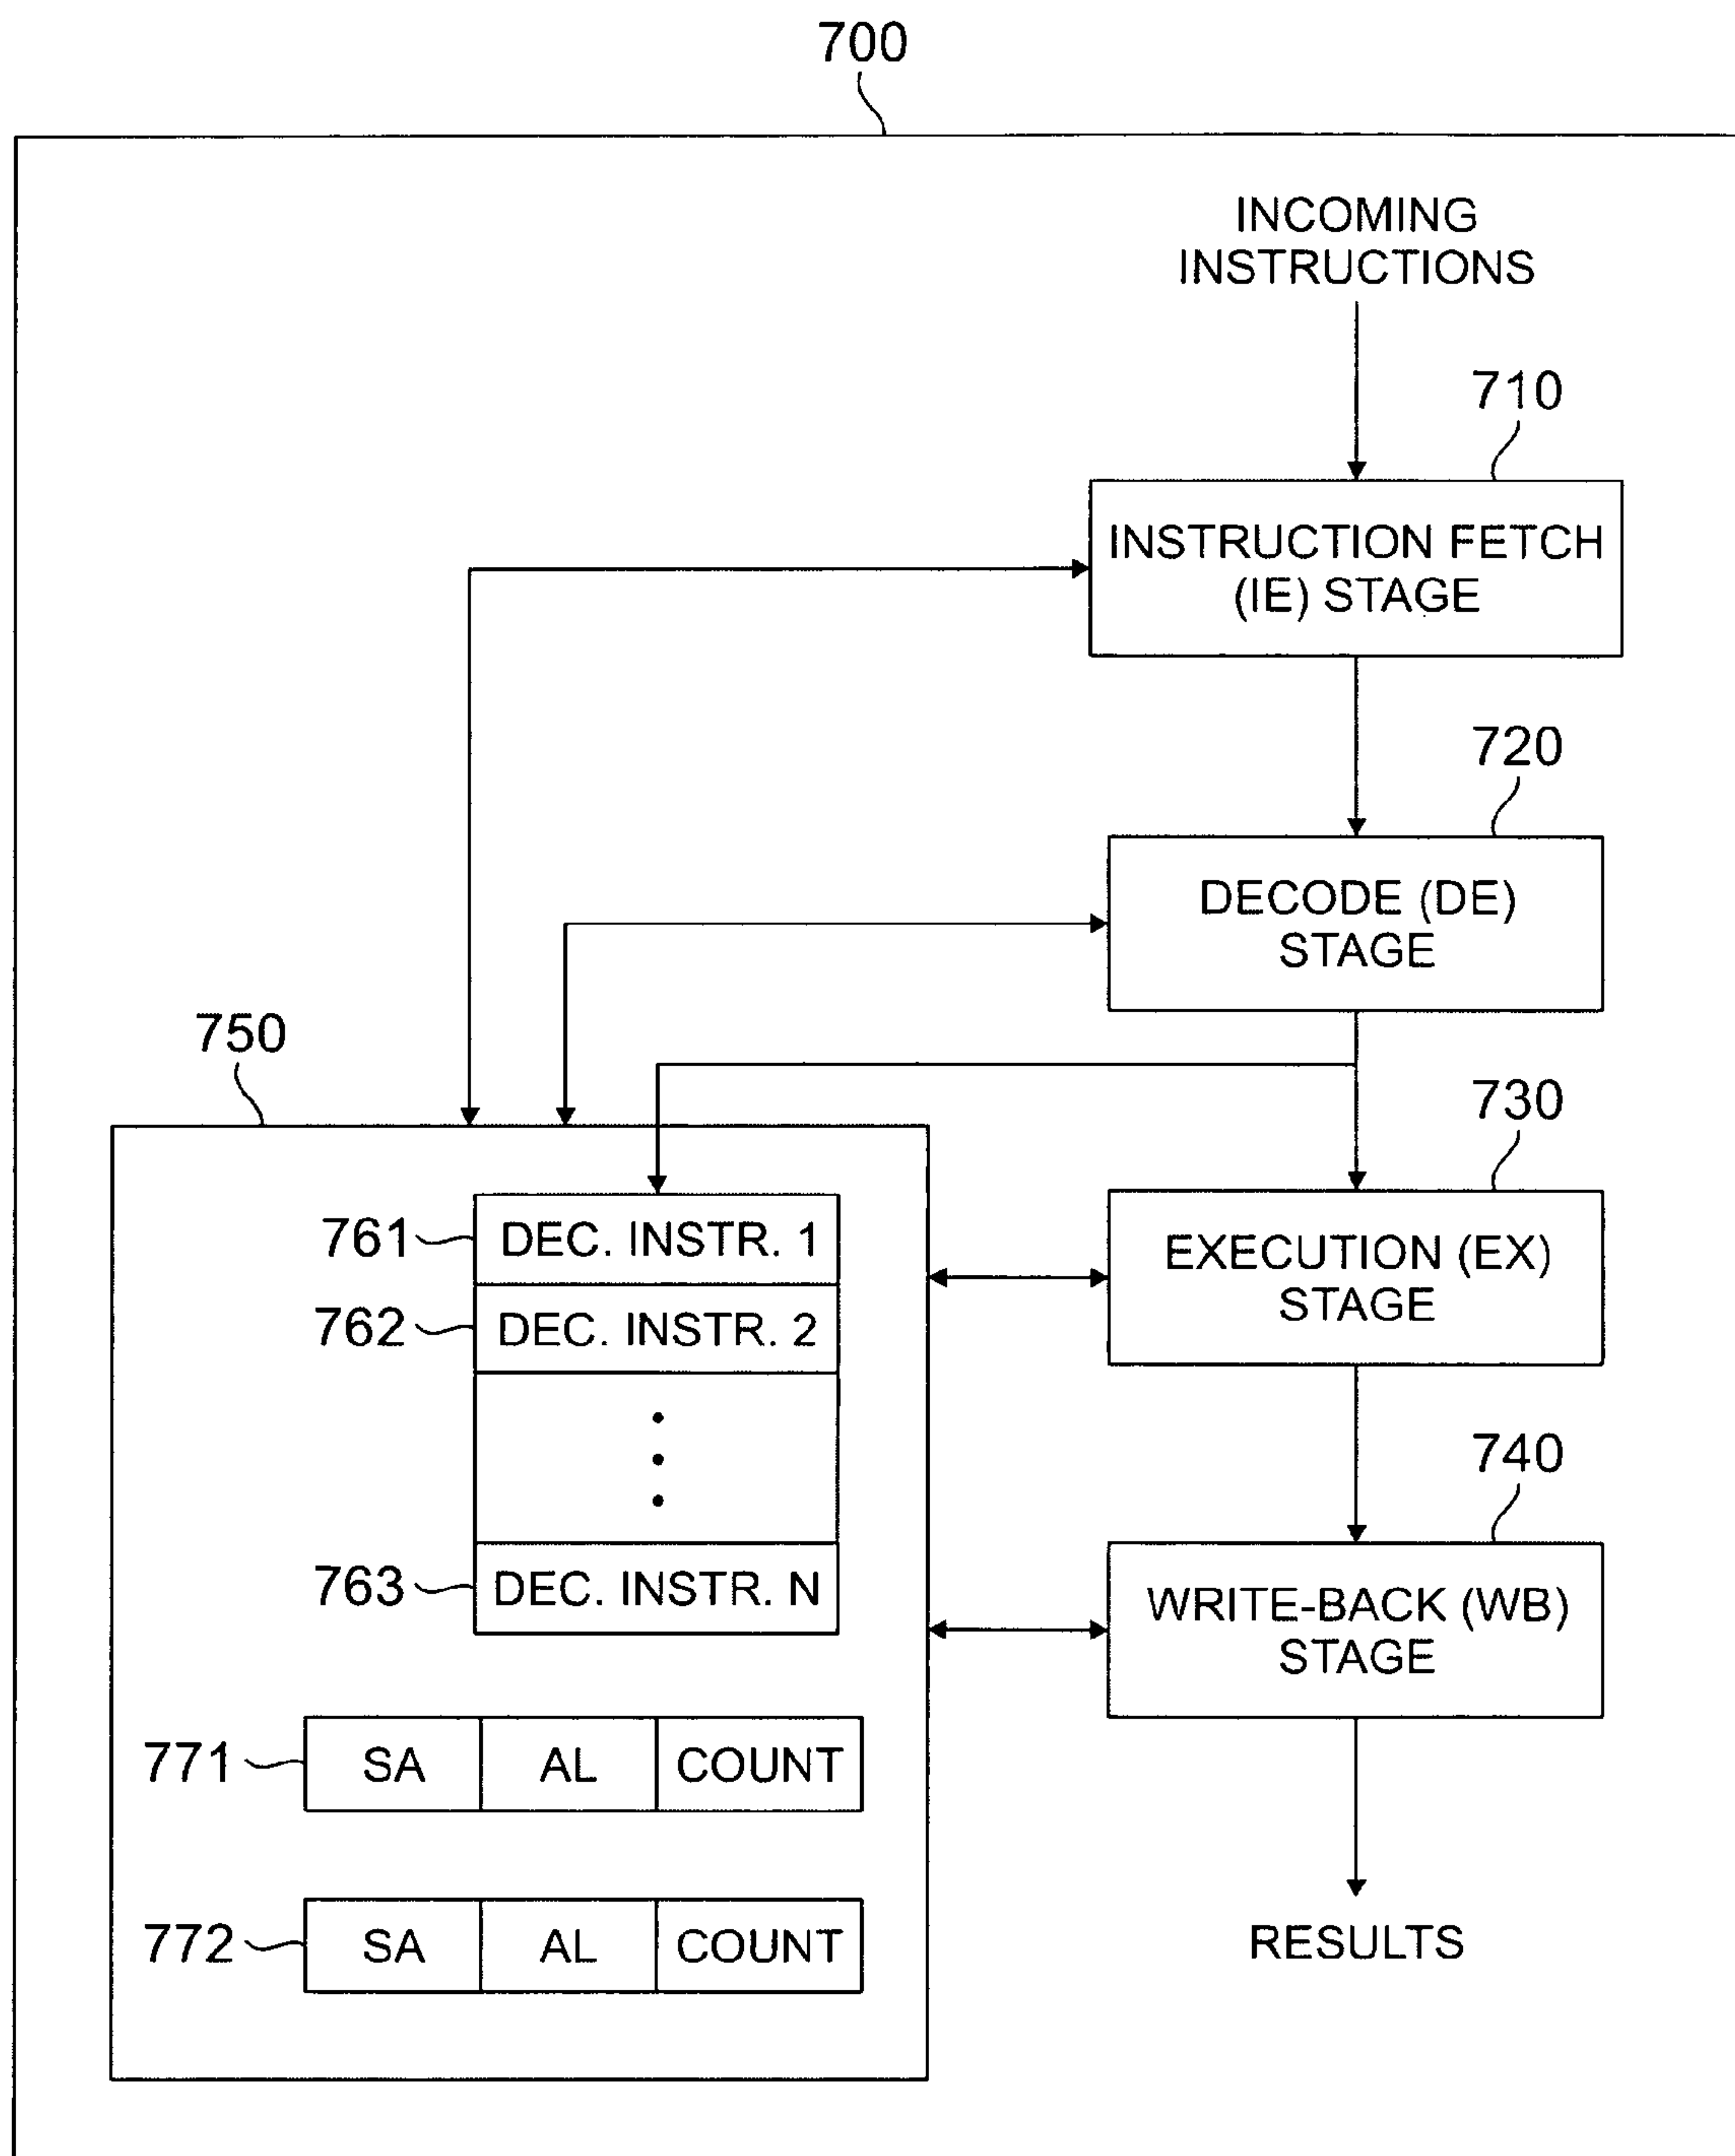 700
INCOMING
INSTRUCTIONS
710
INSTRUCTION FETCH
(IE) STAGE
720
DECODE (DE)
STAGE
750
730
761
DEC. INSTR. 1
EXECUTION (EX)
STAGE
762
DEC. INSTR. 2
740
763
DEC. INSTR. N
WRITE-BACK (WB)
STAGE
771
SA
AL
COUNT
772
SA
AL
COUNT
RESULTS